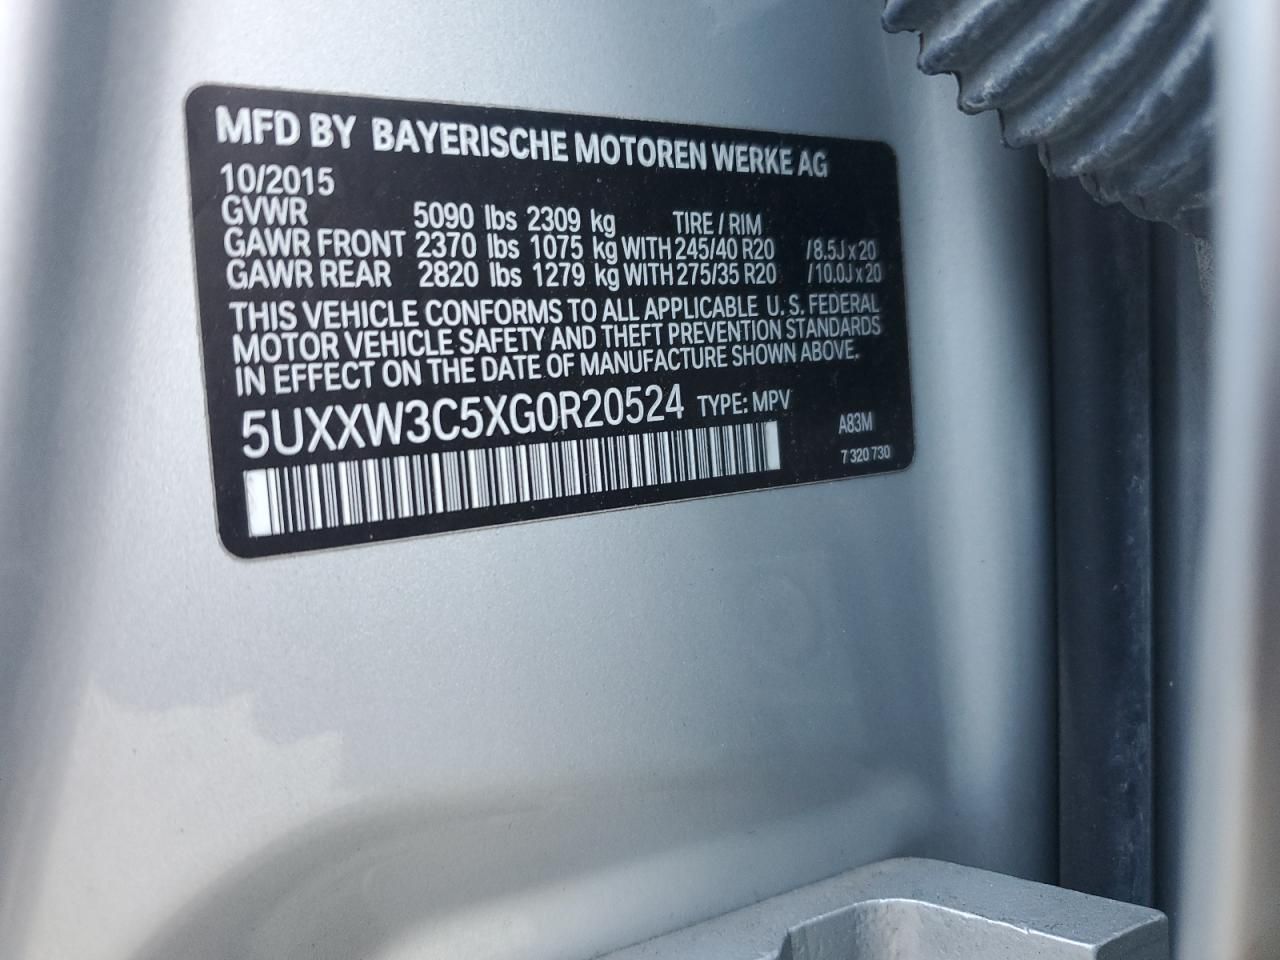 MFD BY BAYERISCHE MOTOREN WERKE AG
10/2015
GVWR 5090 lbs 2309 kg TIRE / RIM
GAWR FRONT 2370 lbs 1075 kg WITH 245/40 R20 /8.5J x 20
GAWR REAR 2820 lbs 1279 kg WITH 275/35 R20 /10.0J x 20
THIS VEHICLE CONFORMS TO ALL APPLICABLE U. S. FEDERAL
MOTOR VEHICLE SAFETY AND THEFT PREVENTION STANDARDS
IN EFFECT ON THE DATE OF MANUFACTURE SHOWN ABOVE.
5UXXW3C5XG0R20524 TYPE: MPV
A83M
7 320 730